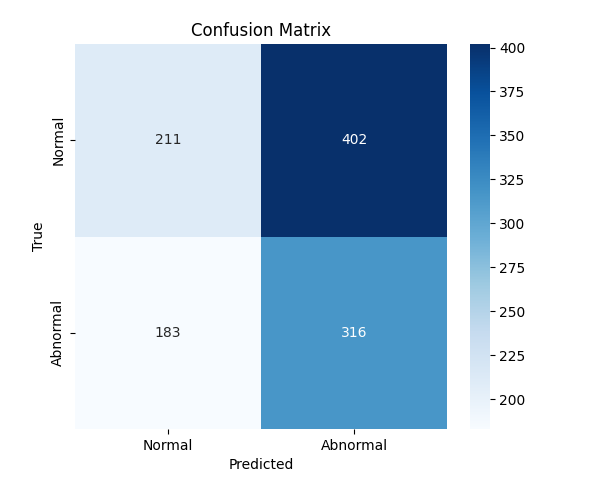 Confusion Matrix
True
Normal
Abnormal
211
402
183
316
Normal
Abnormal
Predicted
400
375
350
325
300
275
250
225
200